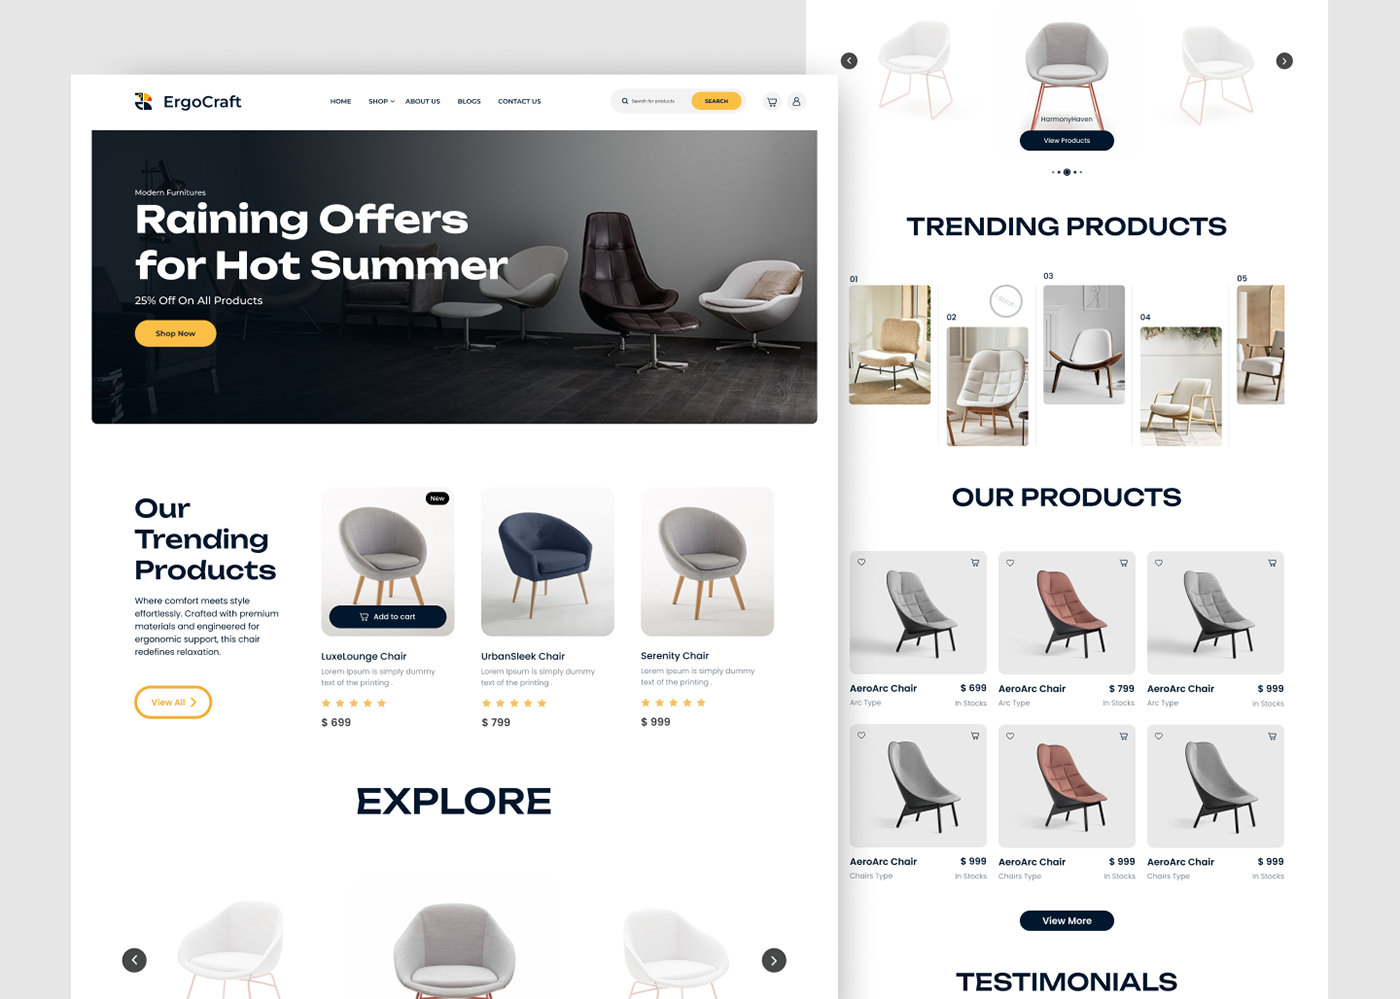 ErgoCraft
HOME
SHOP
ABOUT US
BLOGS
CONTACT US
Search for products
SEARCH
Modern Furnitures
Raining Offers
for Hot Summer
25% Off On All Products
Shop Now
Our
Trending
Products
Where comfort meets style
effortlessly. Crafted with premium
materials and engineered for
ergonomic support, this chair
redefines relaxation.
View All
New
Add to cart
LuxeLounge Chair
Lorem Ipsum is simply dummy
text of the printing .
$ 699
UrbanSleek Chair
Lorem Ipsum is simply dummy
text of the printing .
$ 799
Serenity Chair
Lorem Ipsum is simply dummy
text of the printing .
$ 999
EXPLORE
HarmonyHaven
View Products
TRENDING PRODUCTS
01
02
Scroll
03
04
05
OUR PRODUCTS
AeroArc Chair $ 699
Arc Type In Stocks
AeroArc Chair $ 799
Arc Type In Stocks
AeroArc Chair $ 999
Arc Type In Stocks
AeroArc Chair $ 999
Chairs Type In Stocks
AeroArc Chair $ 999
Chairs Type In Stocks
AeroArc Chair $ 999
Chairs Type In Stocks
View More
TESTIMONIALS